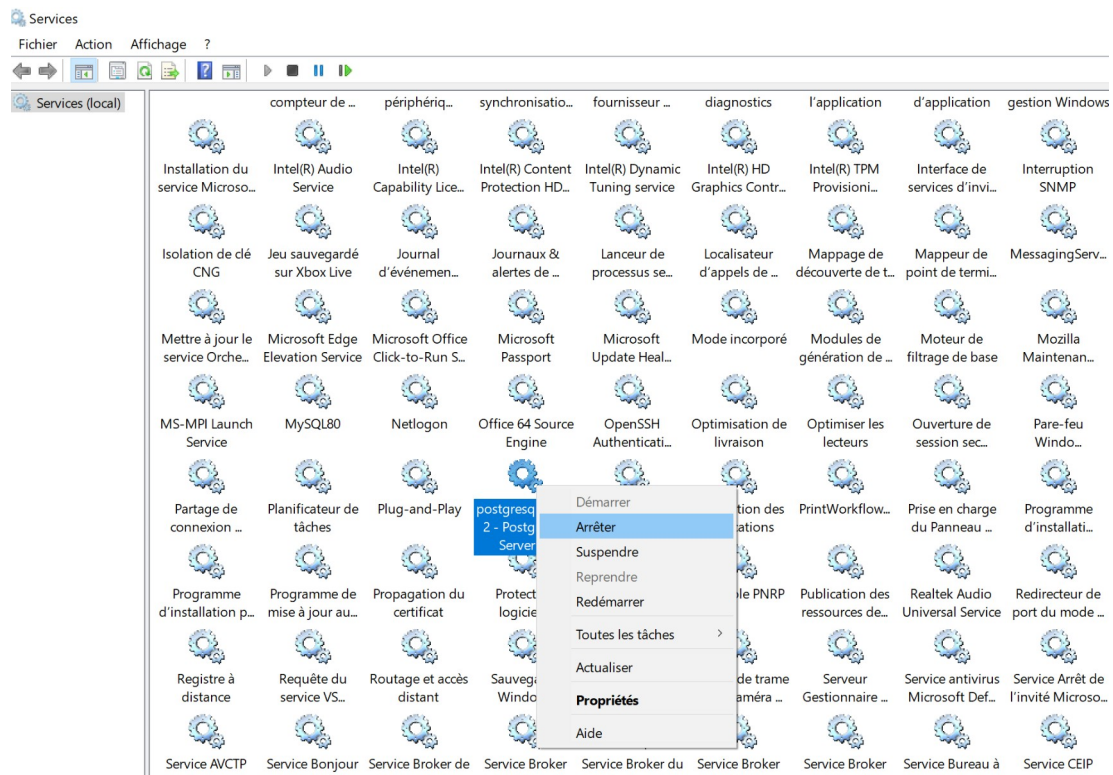 Services
Fichier Action Affichage ?
Services (local)
compteur de ... périphériq... synchronisatio... fournisseur ... diagnostics l'application d'application gestion Windows
Installation du Intel(R) Audio Intel(R) Intel(R) Content Intel(R) Dynamic Intel(R) HD Intel(R) TPM Interface de Interruption
service Microso... Service Capability Lice... Protection HD... Tuning service Graphics Contr... Provisioni... services d'invi... SNMP
Isolation de clé Jeu sauvegardé Journal Journaux & Lanceur de Localisateur Mappage de Mappeur de MessagingServ...
CNG sur Xbox Live d'événemen... alertes de ... processus se... d'appels de ... découverte de t... point de termi...
Mettre à jour le Microsoft Edge Microsoft Office Microsoft Microsoft Mode incorporé Modules de Moteur de Mozilla
service Orche... Elevation Service Click-to-Run S... Passport Update Heal... génération de ... filtrage de base Maintenan...
MS-MPI Launch MySQL80 Netlogon Office 64 Source OpenSSH Optimisation de Optimiser les Ouverture de Pare-feu
Service Engine Authenticati... livraison lecteurs session sec... Windo...
Partage de Planificateur de Plug-and-Play postgresq Démarrer tion des PrintWorkflow... Prise en charge Programme
connexion ... tâches 2 - Postg Arrêter ations du Panneau ... d'installati...
Server
Suspendre
Reprendre
Programme Programme de Propagation du Protect Redémarrer le PNRP Publication des Realtek Audio Redirecteur de
d'installation p... mise à jour au... certificat logicie ressources de... Universal Service port du mode ...
Toutes les tâches
Actualiser
Registre à Requête du Routage et accès Sauvega de trame Serveur Service antivirus Service Arrêt de
distance service VS... distant Windo Propriétés améra ... Gestionnaire ... Microsoft Def... l'invité Microso...
Aide
Service AVCTP Service Bonjour Service Broker de Service Broker Service Broker du Service Broker Service Broker Service Bureau à Service CEIP